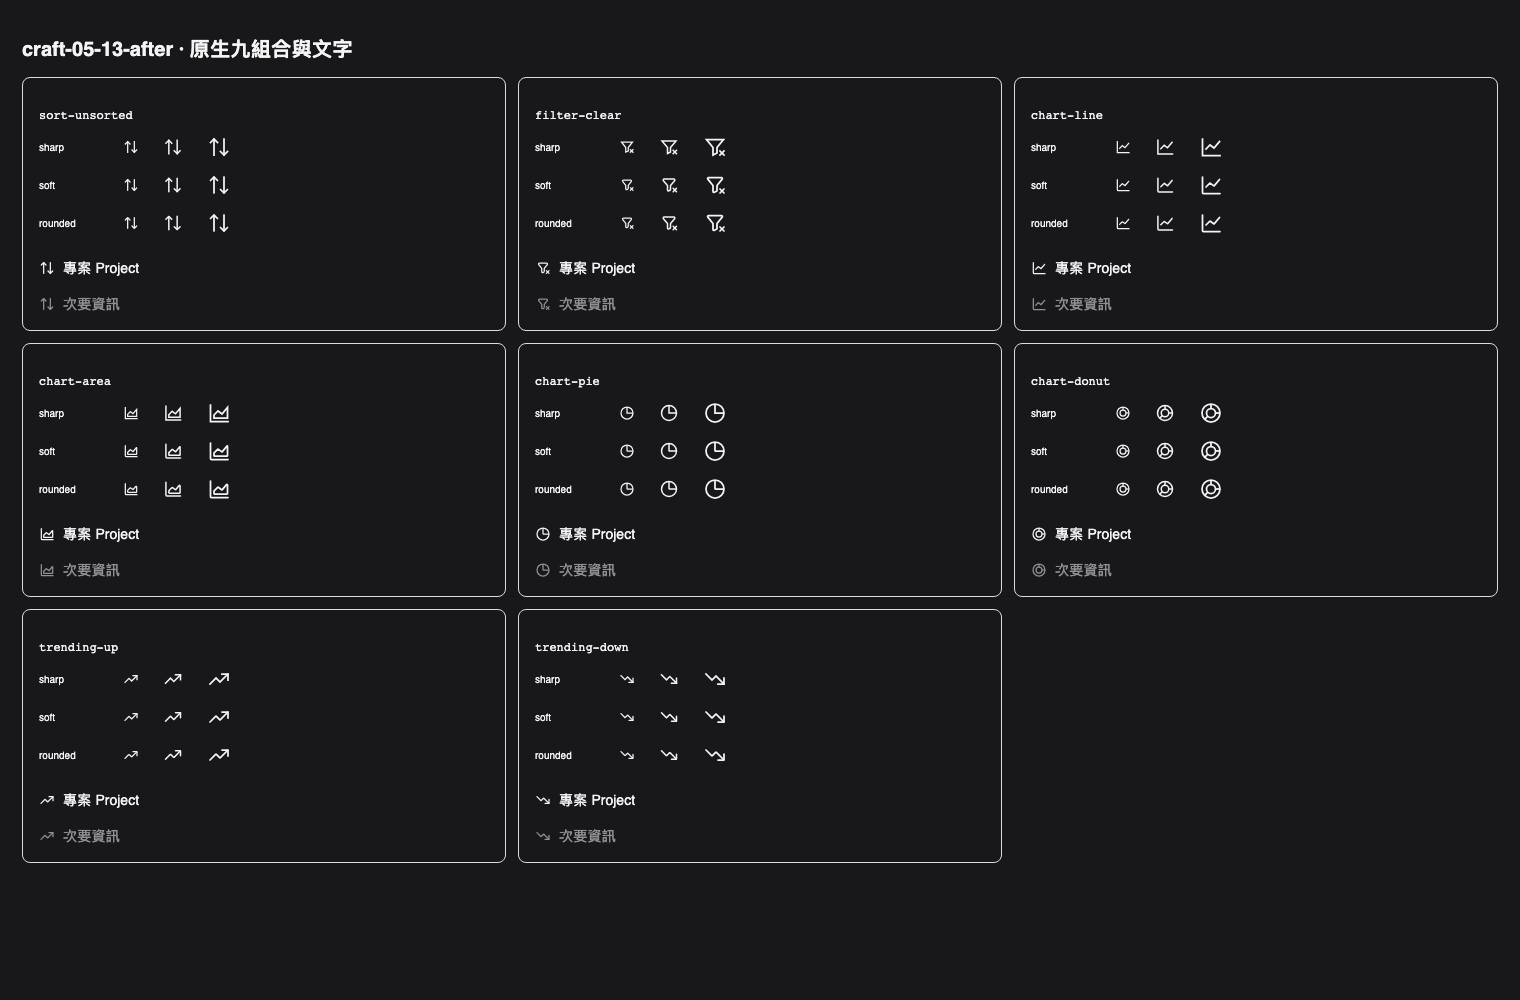 craft-05-13-after · 原生九組合與文字
sort-unsorted
sharp
soft
rounded
專案 Project
次要資訊
filter-clear
sharp
soft
rounded
專案 Project
次要資訊
chart-line
sharp
soft
rounded
專案 Project
次要資訊
chart-area
sharp
soft
rounded
專案 Project
次要資訊
chart-pie
sharp
soft
rounded
專案 Project
次要資訊
chart-donut
sharp
soft
rounded
專案 Project
次要資訊
trending-up
sharp
soft
rounded
專案 Project
次要資訊
trending-down
sharp
soft
rounded
專案 Project
次要資訊